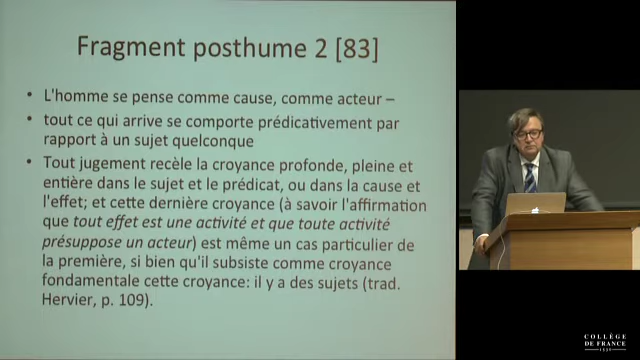 Fragment posthume 2 [83]
• L'homme se pense comme cause, comme acteur –
• tout ce qui arrive se comporte prédicativement par
rapport à un sujet quelconque
• Tout jugement recèle la croyance profonde, pleine et
entière dans le sujet et le prédicat, ou dans la cause et
l'effet; et cette dernière croyance (à savoir l'affirmation
que tout effet est une activité et que toute activité
présuppose un acteur) est même un cas particulier de
la première, si bien qu'il subsiste comme croyance
fondamentale cette croyance: il y a des sujets (trad.
Hervier, p. 109).
COLLÈGE
DE FRANCE
1530